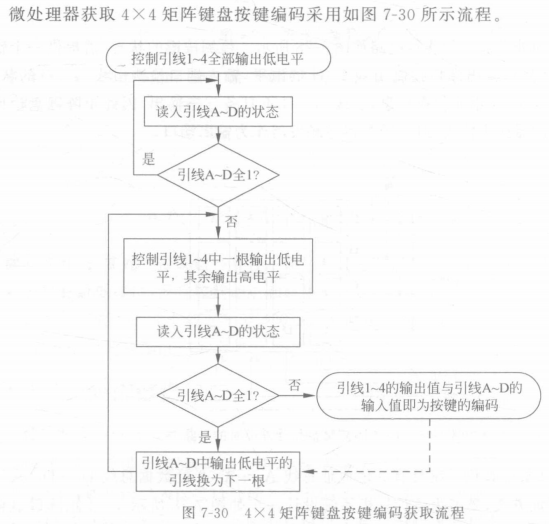 微处理器获取 4×4 矩阵键盘按键编码采用如图 7-30 所示流程。
控制引线1~4全部输出低电平
读入引线A~D的状态
是
引线A~D全1?
否
控制引线1~4中一根输出低电
平，其余输出高电平
读入引线A~D的状态
引线A~D全1?
否
引线1~4的输出值与引线A~D的
输入值即为按键的编码
是
引线A~D中输出低电平的
引线换为下一根
图 7-30 4×4 矩阵键盘按键编码获取流程